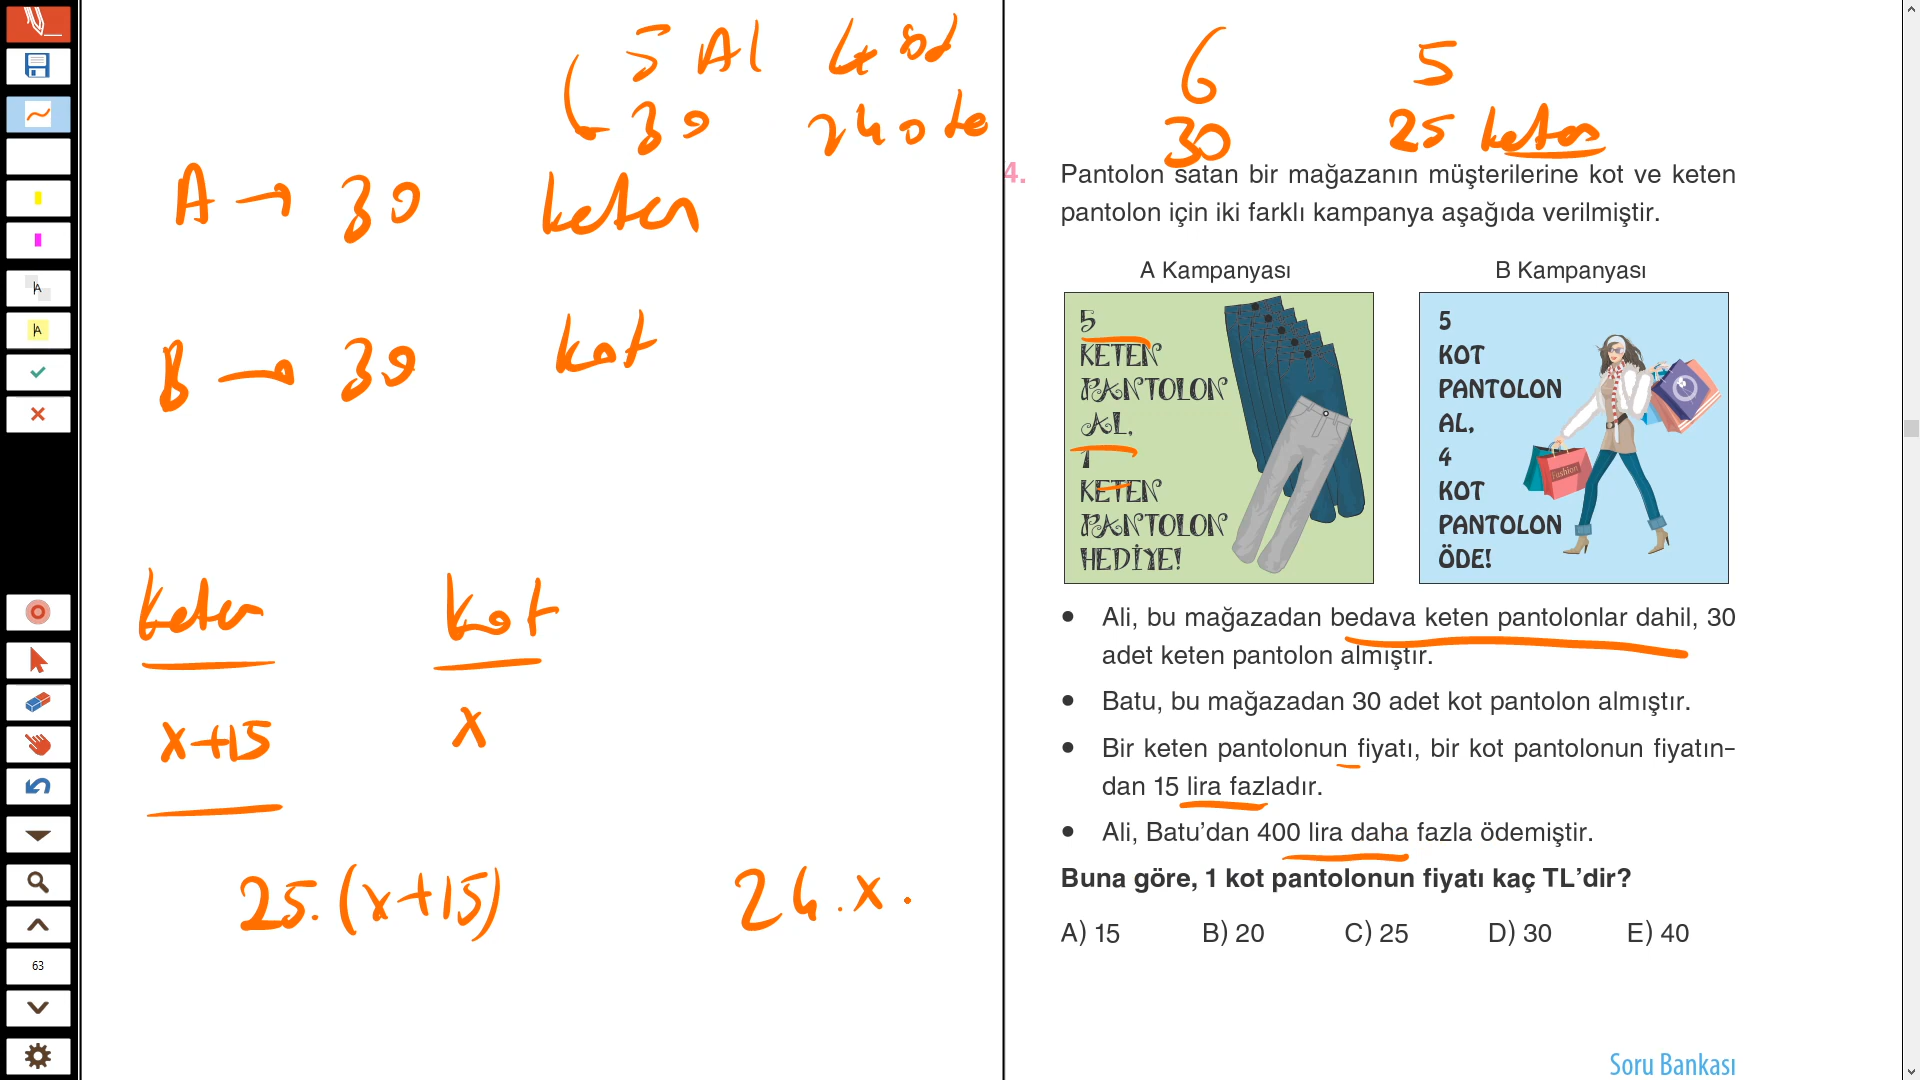 5 Al 4 öd
30 24 öde
A → 30 keten
B → 30 kot
keten kot
x+15 x
25.(x+15) 24.x.
63
6 5
30 25 keten
4. Pantolon satan bir mağazanın müşterilerine kot ve keten
pantolon için iki farklı kampanya aşağıda verilmiştir.
A Kampanyası B Kampanyası
5
KETEN
PANTOLON
AL,
1
KETEN
PANTOLON
HEDİYE!
5
KOT
PANTOLON
AL,
4
KOT
PANTOLON
ÖDE!
Fashion
• Ali, bu mağazadan bedava keten pantolonlar dahil, 30
adet keten pantolon almıştır.
• Batu, bu mağazadan 30 adet kot pantolon almıştır.
• Bir keten pantolonun fiyatı, bir kot pantolonun fiyatın-
dan 15 lira fazladır.
• Ali, Batu'dan 400 lira daha fazla ödemiştir.
Buna göre, 1 kot pantolonun fiyatı kaç TL'dir?
A) 15 B) 20 C) 25 D) 30 E) 40
Soru Bankası